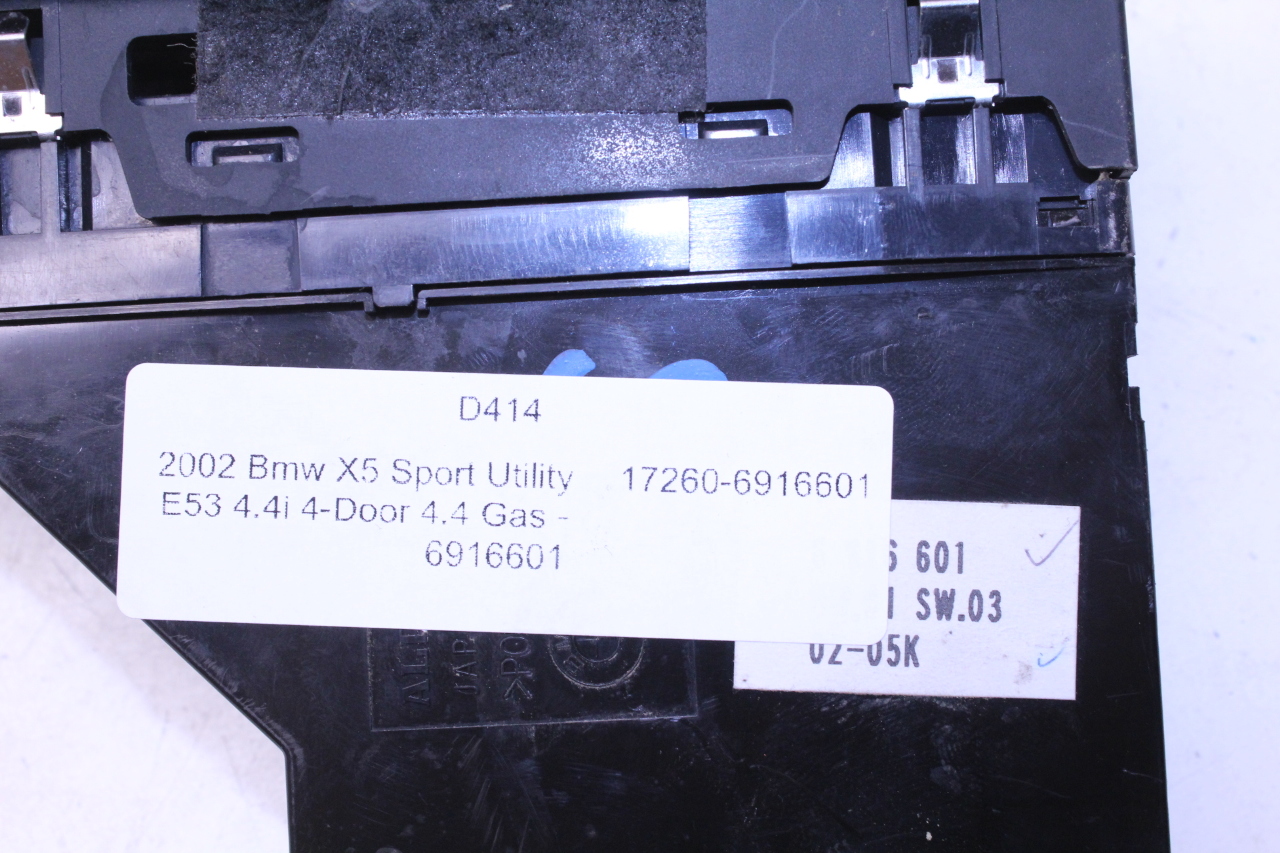 D414
2002 Bmw X5 Sport Utility 17260-6916601
E53 4.4i 4-Door 4.4 Gas -
6916601
601
SW.03
02-05K